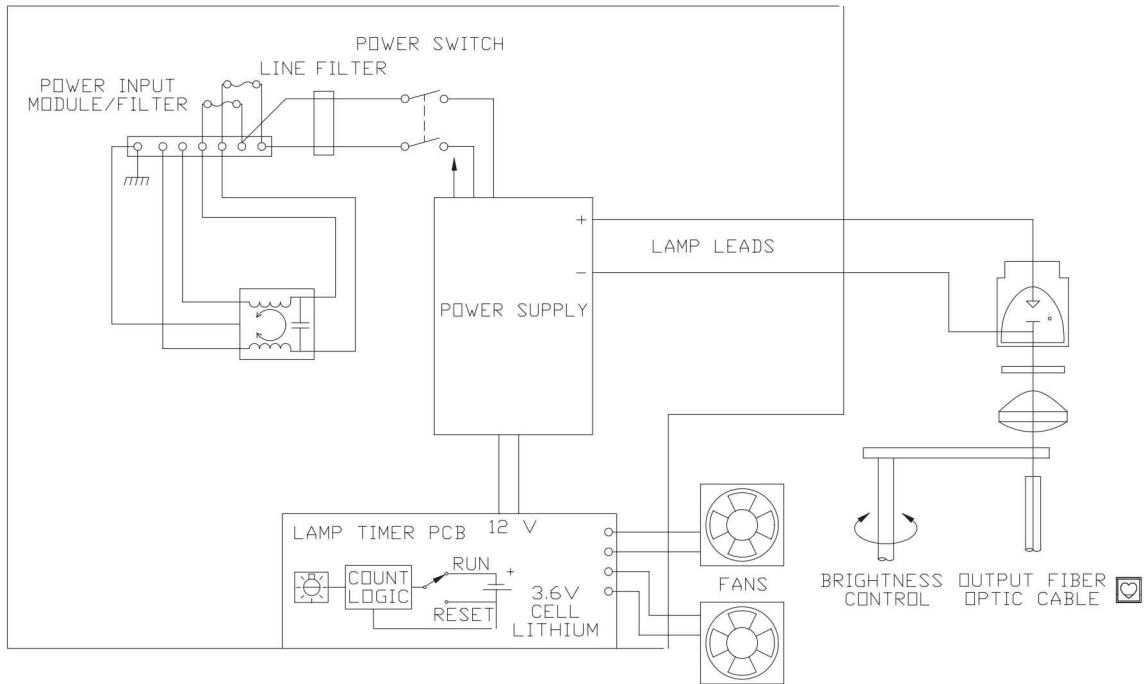 POWER SWITCH
LINE FILTER
POWER INPUT
MODULE/FILTER
+
LAMP LEADS
−
POWER SUPPLY
LAMP TIMER PCB
12 V
RUN
+
COUNT
LOGIC
RESET
3.6V
CELL
LITHIUM
FANS
BRIGHTNESS
CONTROL
OUTPUT FIBER
OPTIC CABLE